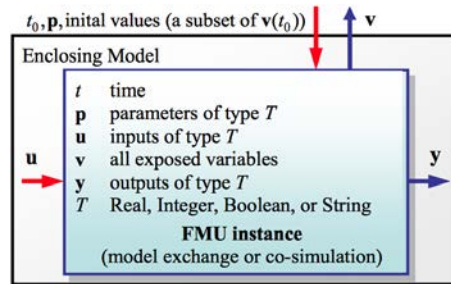 t₀, p, inital values (a subset of v(t₀)) v
Enclosing Model
t time
p parameters of type T
u inputs of type T
u
v all exposed variables
y
y outputs of type T
T Real, Integer, Boolean, or String
FMU instance
(model exchange or co-simulation)